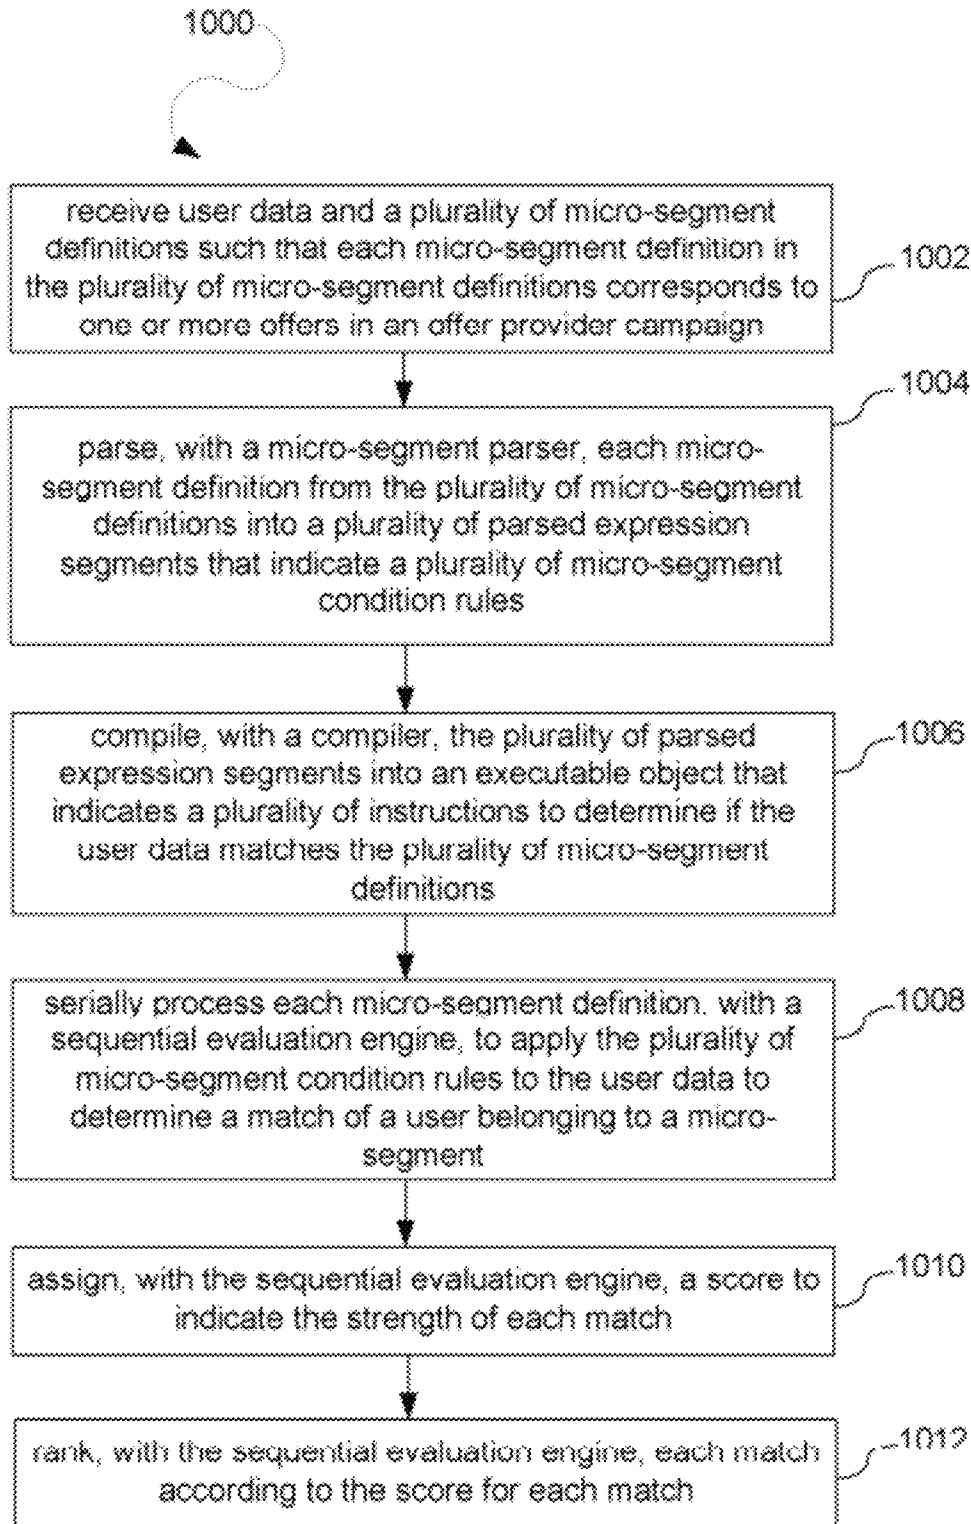 1000
receive user data and a plurality of micro-segment
definitions such that each micro-segment definition in
the plurality of micro-segment definitions corresponds to
one or more offers in an offer provider campaign
1002
parse, with a micro-segment parser, each micro-
segment definition from the plurality of micro-segment
definitions into a plurality of parsed expression
segments that indicate a plurality of micro-segment
condition rules
1004
compile, with a compiler, the plurality of parsed
expression segments into an executable object that
indicates a plurality of instructions to determine if the
user data matches the plurality of micro-segment
definitions
1006
serially process each micro-segment definition, with a
sequential evaluation engine, to apply the plurality of
micro-segment condition rules to the user data to
determine a match of a user belonging to a micro-
segment
1008
assign, with the sequential evaluation engine, a score to
indicate the strength of each match
1010
rank, with the sequential evaluation engine, each match
according to the score for each match
1012